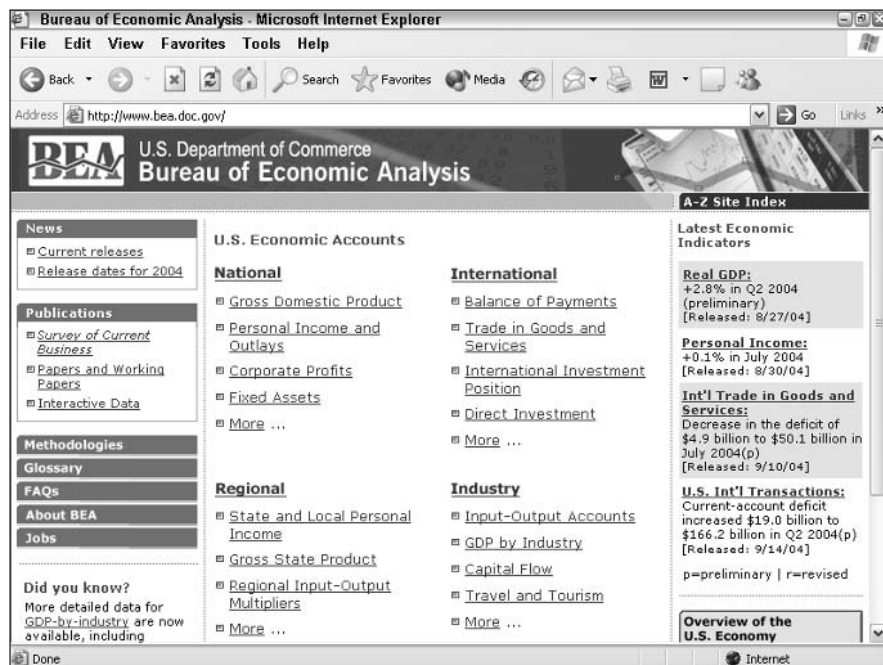 Bureau of Economic Analysis - Microsoft Internet Explorer
File Edit View Favorites Tools Help
Back Search Favorites Media
Address http://www.bea.doc.gov/ Go Links »
BEA
U.S. Department of Commerce
Bureau of Economic Analysis
A-Z Site Index
News
Current releases
Release dates for 2004
Publications
Survey of Current
Business
Papers and Working
Papers
Interactive Data
Methodologies
Glossary
FAQs
About BEA
Jobs
Did you know?
More detailed data for
GDP-by-industry are now
available, including
U.S. Economic Accounts
National
Gross Domestic Product
Personal Income and
Outlays
Corporate Profits
Fixed Assets
More ...
International
Balance of Payments
Trade in Goods and
Services
International Investment
Position
Direct Investment
More ...
Regional
State and Local Personal
Income
Gross State Product
Regional Input-Output
Multipliers
More ...
Industry
Input-Output Accounts
GDP by Industry
Capital Flow
Travel and Tourism
More ...
Latest Economic
Indicators
Real GDP:
+2.8% in Q2 2004
(preliminary)
[Released: 8/27/04]
Personal Income:
+0.1% in July 2004
[Released: 8/30/04]
Int'l Trade in Goods and
Services:
Decrease in the deficit of
$4.9 billion to $50.1 billion in
July 2004(p)
[Released: 9/10/04]
U.S. Int'l Transactions:
Current-account deficit
increased $19.0 billion to
$166.2 billion in Q2 2004(p)
[Released: 9/14/04]
p=preliminary | r=revised
Overview of the
U.S. Economy
Done Internet